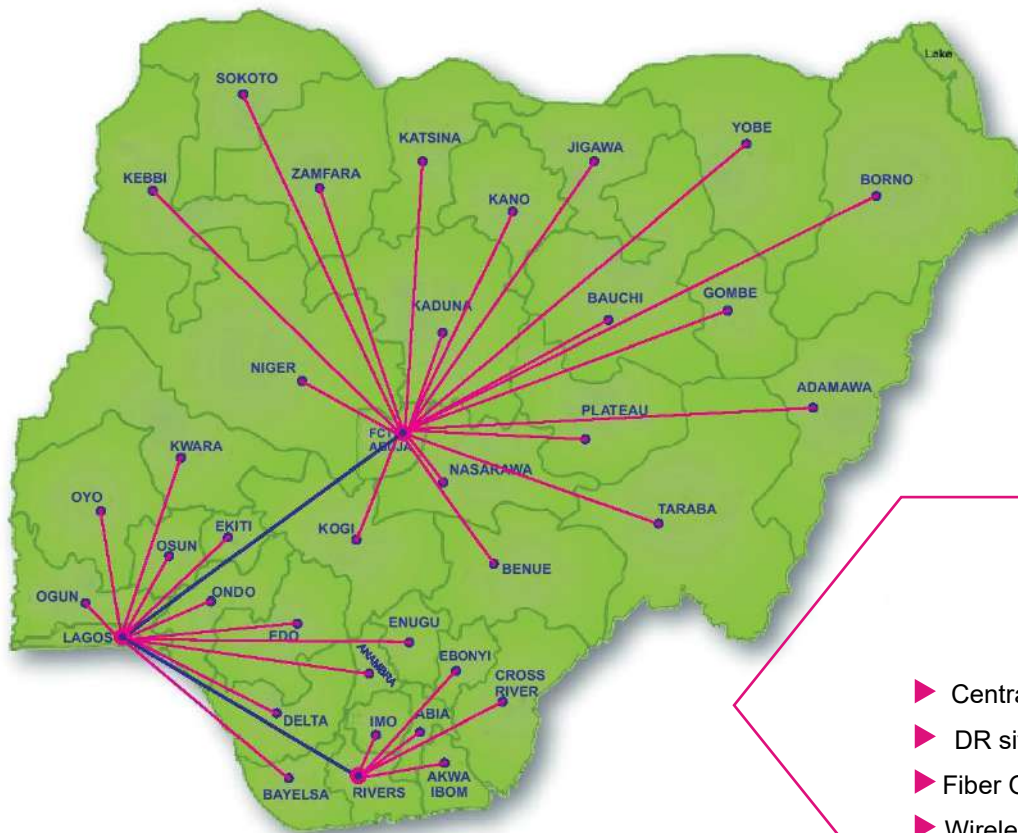 Lake
SOKOTO
KATSINA
YOBE
JIGAWA
ZAMFARA
KEBBI
BORNO
KANO
BAUCHI
GOMBE
KADUNA
NIGER
ADAMAWA
PLATEAU
FCT
ABUJA
KWARA
NASARAWA
OYO
TARABA
EKITI
KOGI
OSUN
BENUE
OGUN
ONDO
LAGOS
EDO
ENUGU
EBONYI
ANAMBRA
CROSS
RIVER
DELTA
IMO
ABIA
BAYELSA
RIVERS
AKWA
IBOM
Centra
DR si
Fiber
Wirele